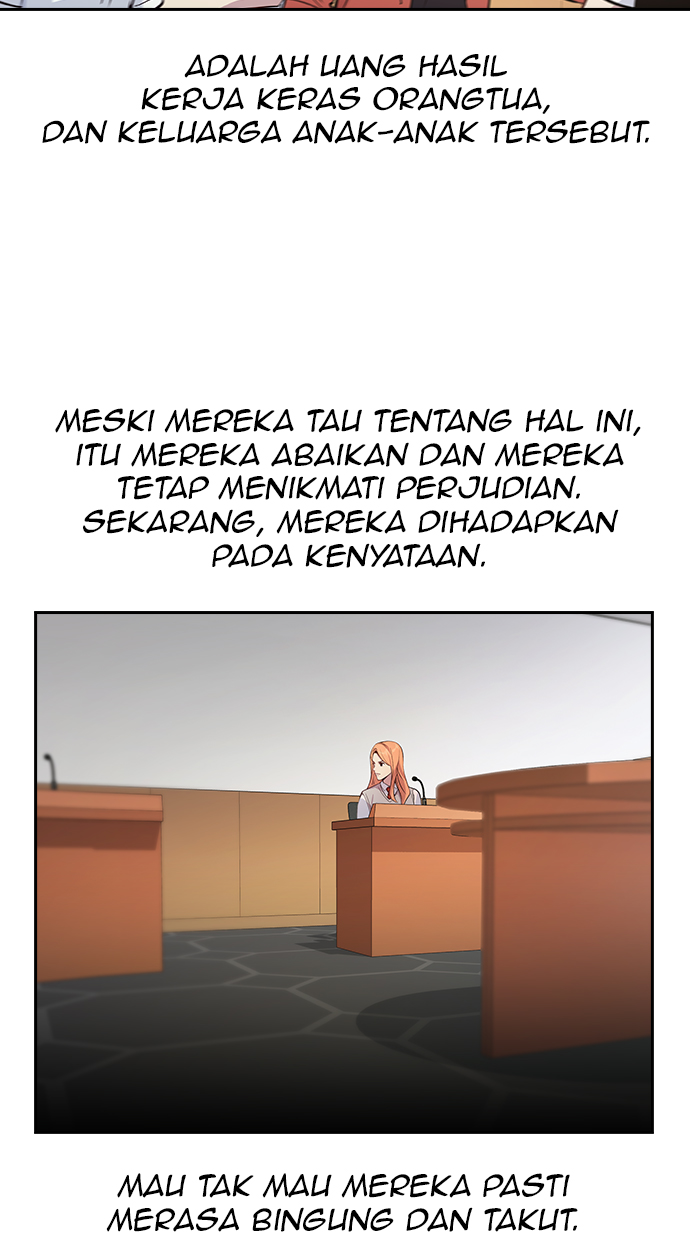 ADALAH UANG HASIL
KERJA KERAS ORANGTUA,
DAN KELUARGA ANAK-ANAK TERSEBUT.
MESKI MEREKA TAU TENTANG HAL INI,
ITU MEREKA ABAIKAN DAN MEREKA
TETAP MENIKMATI PERJUDIAN.
SEKARANG, MEREKA DIHADAPKAN
PADA KENYATAAN.
MAU TAK MAU MEREKA PASTI
MERASA BINGUNG DAN TAKUT.